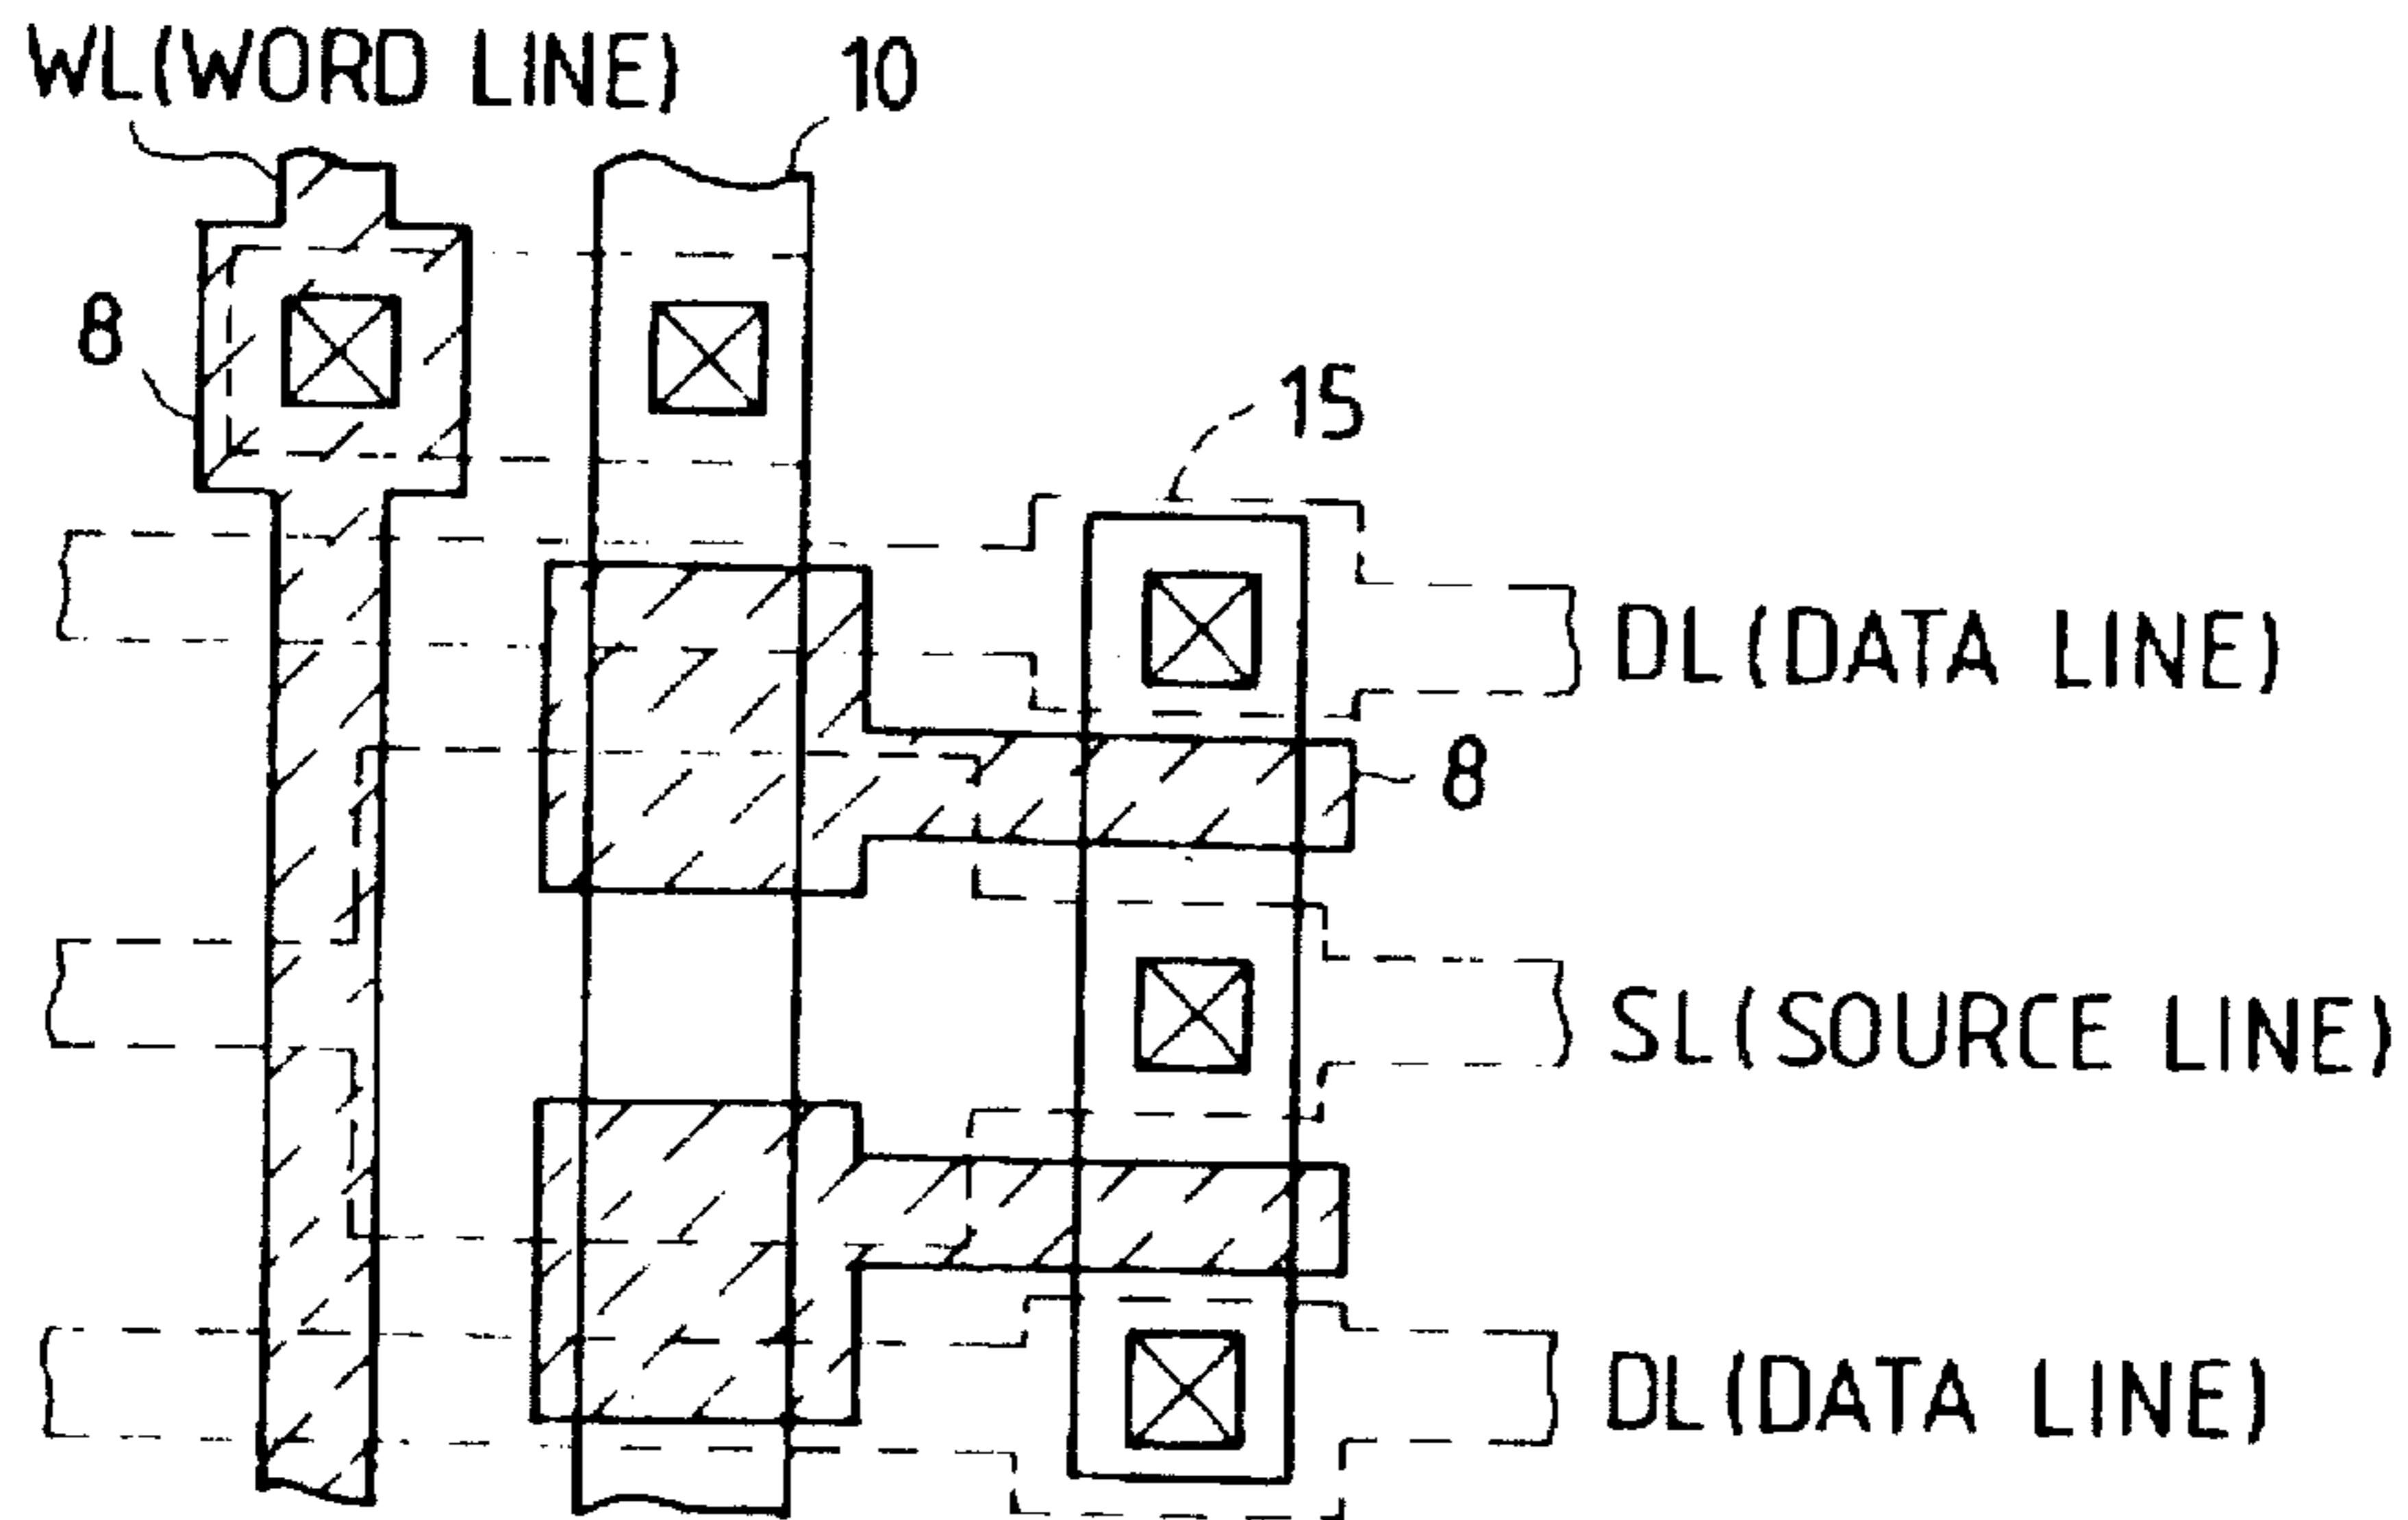 WL(WORD LINE)
10
8
15
DL(DATA LINE)
8
SL(SOURCE LINE)
DL(DATA LINE)